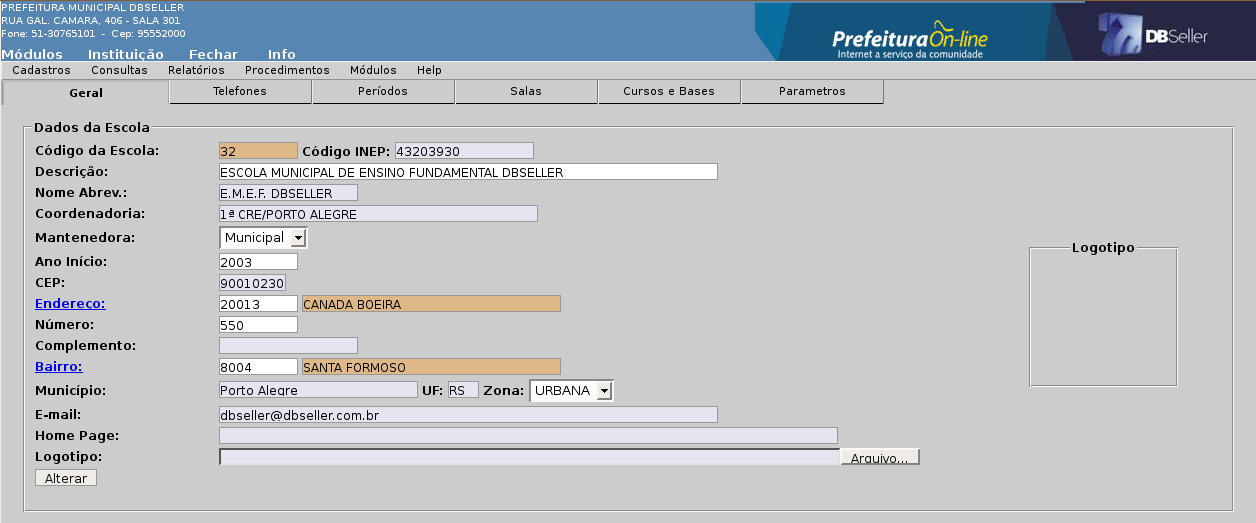 PREFEITURA MUNICIPAL DBSELLER
RUA GAL. CAMARA, 406 - SALA 301
Fone: 51-30765101 - Cep: 95552000
Módulos Instituição Fechar Info
PrefeituraOn-line
Internet a serviço da comunidade
DBSeller
Cadastros Consultas Relatórios Procedimentos Módulos Help
Geral Telefones Períodos Salas Cursos e Bases Parametros
Dados da Escola
Código da Escola: 32 Código INEP: 43203930
Descrição: ESCOLA MUNICIPAL DE ENSINO FUNDAMENTAL DBSELLER
Nome Abrev.: E.M.E.F. DBSELLER
Coordenadoria: 1ª CRE/PORTO ALEGRE
Mantenedora: Municipal
Logotipo
Ano Início: 2003
CEP: 90010230
Endereço: 20013 CANADA BOEIRA
Número: 550
Complemento:
Bairro: 8004 SANTA FORMOSO
Município: Porto Alegre UF: RS Zona: URBANA
E-mail: dbseller@dbseller.com.br
Home Page:
Logotipo: Arquivo...
Alterar